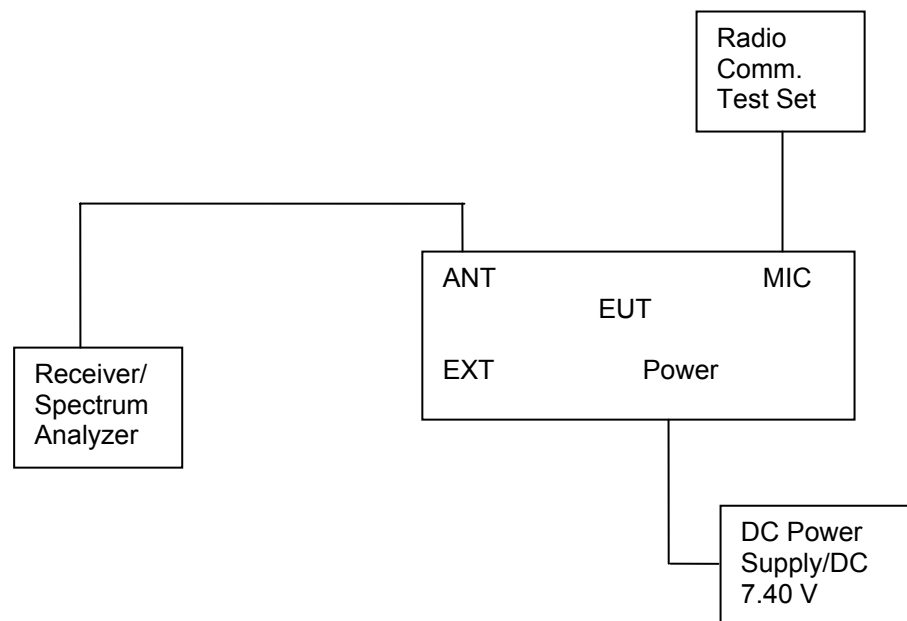 Radio
Comm.
Test Set
ANT
MIC
EUT
EXT
Power
Receiver/
Spectrum
Analyzer
DC Power
Supply/DC
7.40 V